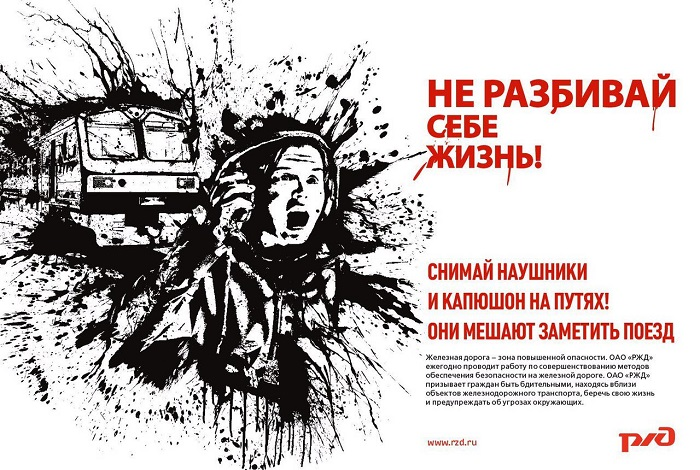 НЕ РАЗБИВАЙ
СЕБЕ
ЖИЗНЬ!
СНИМАЙ НАУШНИКИ
И КАПЮШОН НА ПУТЯХ!
ОНИ МЕШАЮТ ЗАМЕТИТЬ ПОЕЗД
Железная дорога – зона повышенной опасности. ОАО «РЖД»
ежегодно проводит работу по совершенствованию методов
обеспечения безопасности на железной дороге. ОАО «РЖД»
призывает граждан быть бдительными, находясь вблизи
объектов железнодорожного транспорта, беречь свою жизнь
и предупреждать об угрозах окружающих.
www.rzd.ru
РЖД